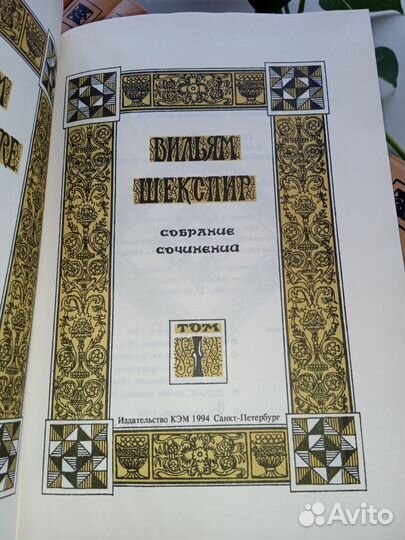 ВИЛЬЯМ
ШЕКСПИР
СОБРАНИЕ
СОЧИНЕНИЙ
ТОМ
I
Издательство КЭМ 1994 Санкт-Петербург
Avito